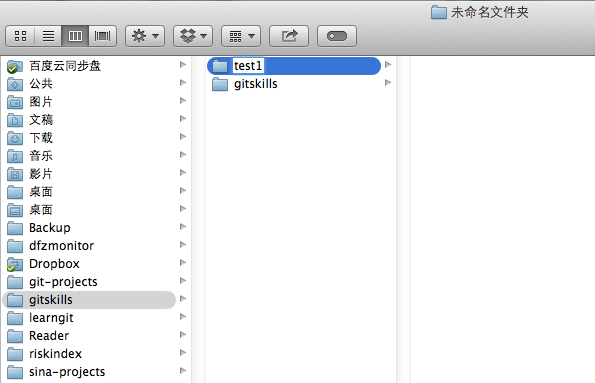 未命名文件夹
百度云同步盘
公共
图片
文稿
下载
音乐
影片
桌面
桌面
Backup
dfzmonitor
Dropbox
git-projects
gitskills
learngit
Reader
riskindex
sina-projects
test1
gitskills